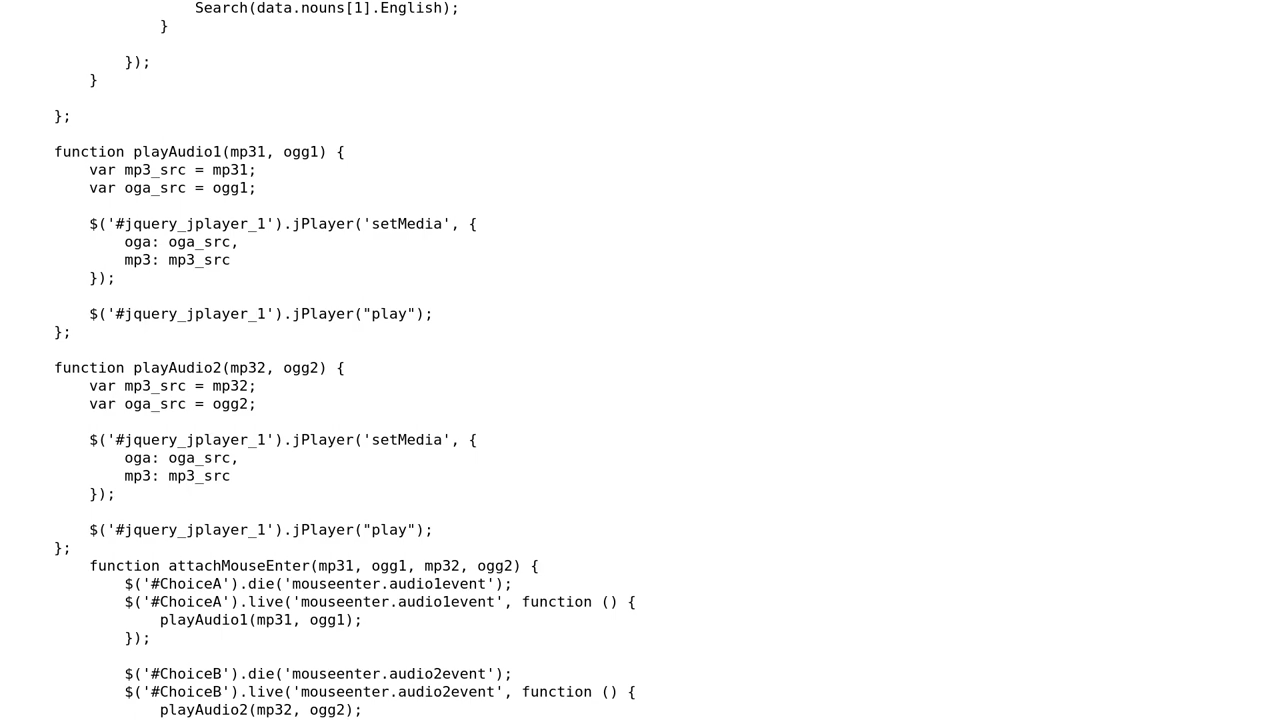 Search(data.nouns[1].English);
            }

        });
    }

};

function playAudio1(mp31, ogg1) {
    var mp3_src = mp31;
    var oga_src = ogg1;

    $('#jquery_jplayer_1').jPlayer('setMedia', {
        oga: oga_src,
        mp3: mp3_src
    });

    $('#jquery_jplayer_1').jPlayer("play");
};

function playAudio2(mp32, ogg2) {
    var mp3_src = mp32;
    var oga_src = ogg2;

    $('#jquery_jplayer_1').jPlayer('setMedia', {
        oga: oga_src,
        mp3: mp3_src
    });

    $('#jquery_jplayer_1').jPlayer("play");
};
    function attachMouseEnter(mp31, ogg1, mp32, ogg2) {
        $('#ChoiceA').die('mouseenter.audio1event');
        $('#ChoiceA').live('mouseenter.audio1event', function () {
            playAudio1(mp31, ogg1);
        });

        $('#ChoiceB').die('mouseenter.audio2event');
        $('#ChoiceB').live('mouseenter.audio2event', function () {
            playAudio2(mp32, ogg2);